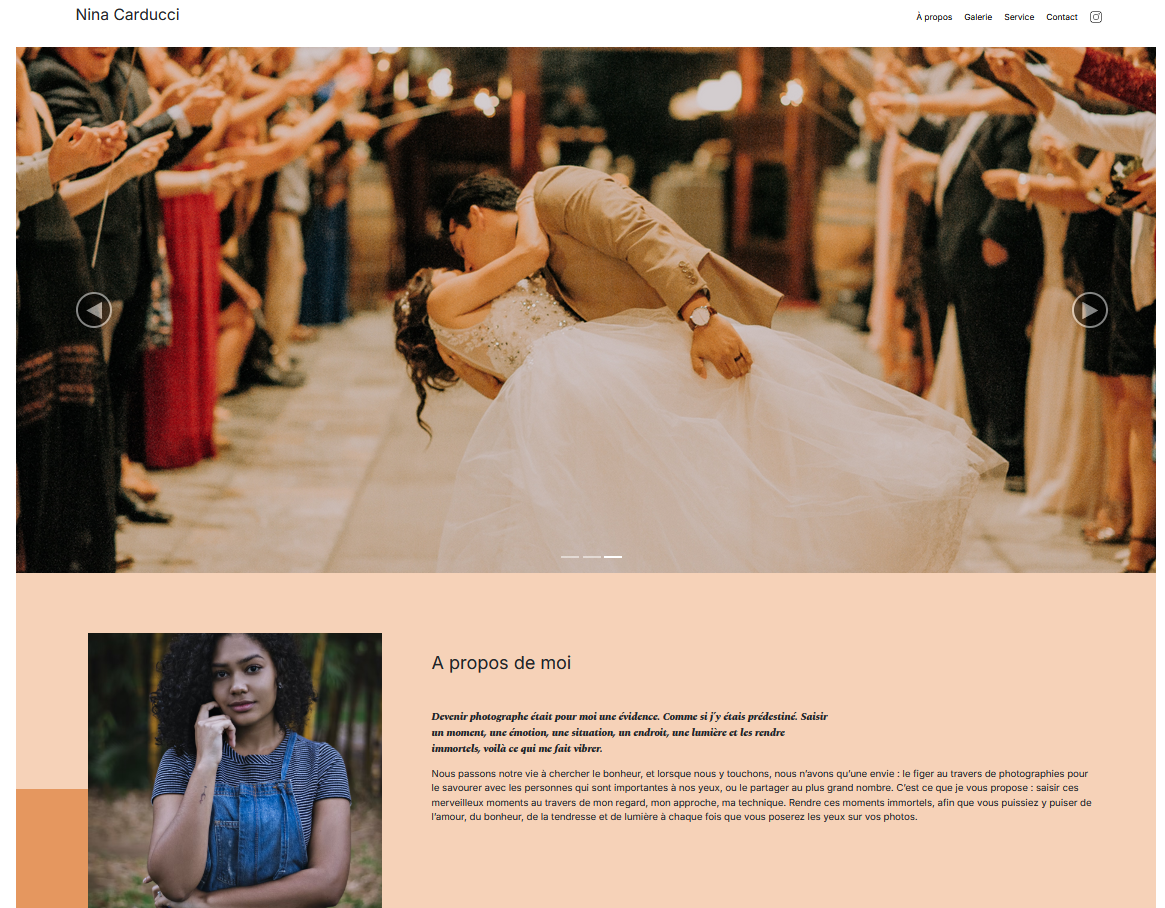 Nina Carducci
À propos Galerie Service Contact
A propos de moi
Devenir photographe était pour moi une évidence. Comme si j'y étais prédestiné. Saisir
un moment, une émotion, une situation, un endroit, une lumière et les rendre
immortels, voilà ce qui me fait vibrer.
Nous passons notre vie à chercher le bonheur, et lorsque nous y touchons, nous n’avons qu’une envie : le figer au travers de photographies pour
le savourer avec les personnes qui sont importantes à nos yeux, ou le partager au plus grand nombre. C’est ce que je vous propose : saisir ces
merveilleux moments au travers de mon regard, mon approche, ma technique. Rendre ces moments immortels, afin que vous puissiez y puiser de
l’amour, du bonheur, de la tendresse et de lumière à chaque fois que vous poserez les yeux sur vos photos.